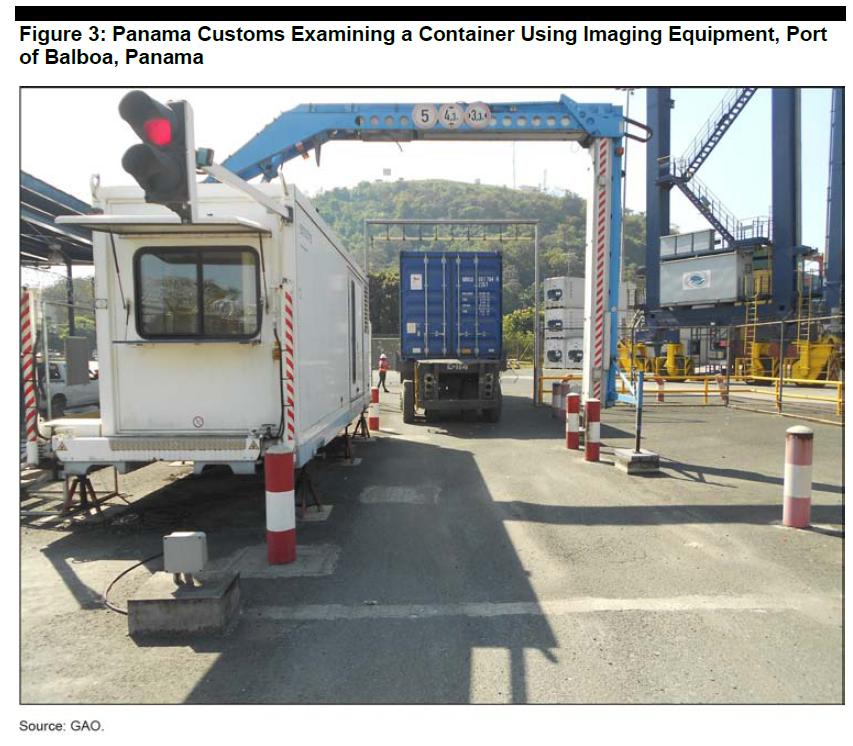 Figure 3: Panama Customs Examining a Container Using Imaging Equipment, Port
of Balboa, Panama
5
Source: GAO.